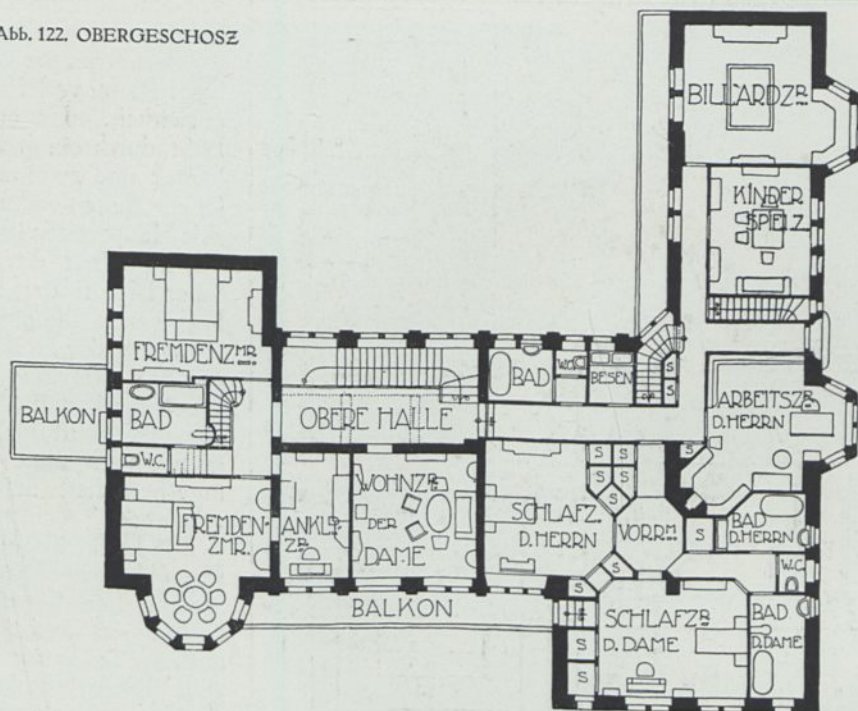 Abb. 122. OBERGESCHOSZ
BILLARDZR.
KINDER
SPIELZ.
FREMDENZMR.
BALKON
BAD
W.C.
OBERE HALLE
BAD
W.C.
BESEN
S
S
ARBEITSZR.
D. HERRN
FREMDEN-
ZMR.
ANKL.
ZR.
WOHNZR.
DER
DAME
SCHLAFZ.
D. HERRN
S
S
S
S
S
S
VORRM.
S
BAD
D. HERRN
W.C.
BALKON
S
S
S
S
SCHLAFZR.
D. DAME
BAD
D. DAME